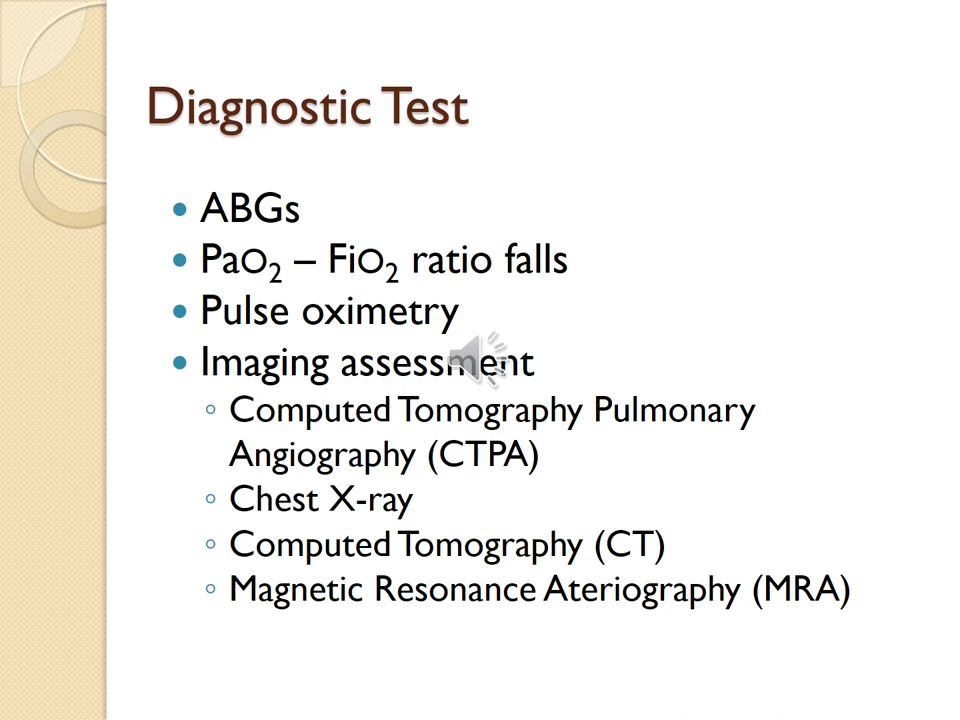 Diagnostic Test
• ABGs
• PaO₂ – FiO₂ ratio falls
• Pulse oximetry
• Imaging assessment
◦ Computed Tomography Pulmonary
Angiography (CTPA)
◦ Chest X-ray
◦ Computed Tomography (CT)
◦ Magnetic Resonance Ateriography (MRA)